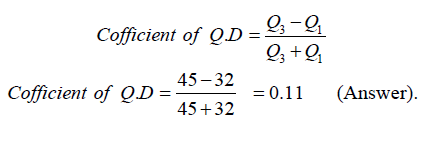 Cofficient of Q.D = Q₃ − Q₁ / Q₃ + Q₁
Cofficient of Q.D = 45 − 32 / 45 + 32 = 0.11 (Answer).